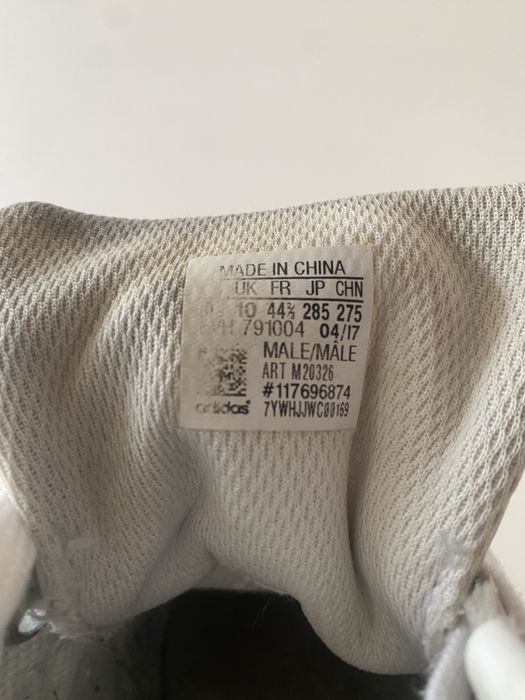 MADE IN CHINA
UK FR JP CHN
10 44⅔ 285 275
791004 04/17
MALE/MÂLE
ART M20326
#117696874
adidas® 7YWHJJWC00169